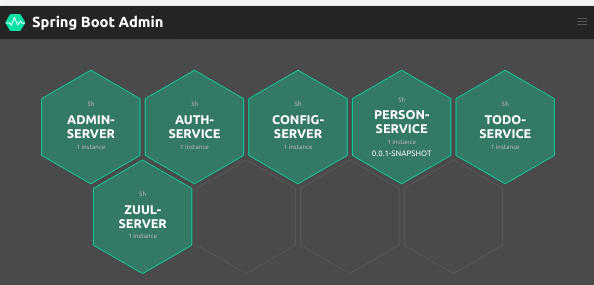 Spring Boot Admin
5h
ADMIN-
SERVER
1 instance
5h
AUTH-
SERVICE
1 instance
5h
CONFIG-
SERVER
1 instance
5h
PERSON-
SERVICE
1 instance
0.0.1-SNAPSHOT
5h
TODO-
SERVICE
1 instance
5h
ZUUL-
SERVER
1 instance